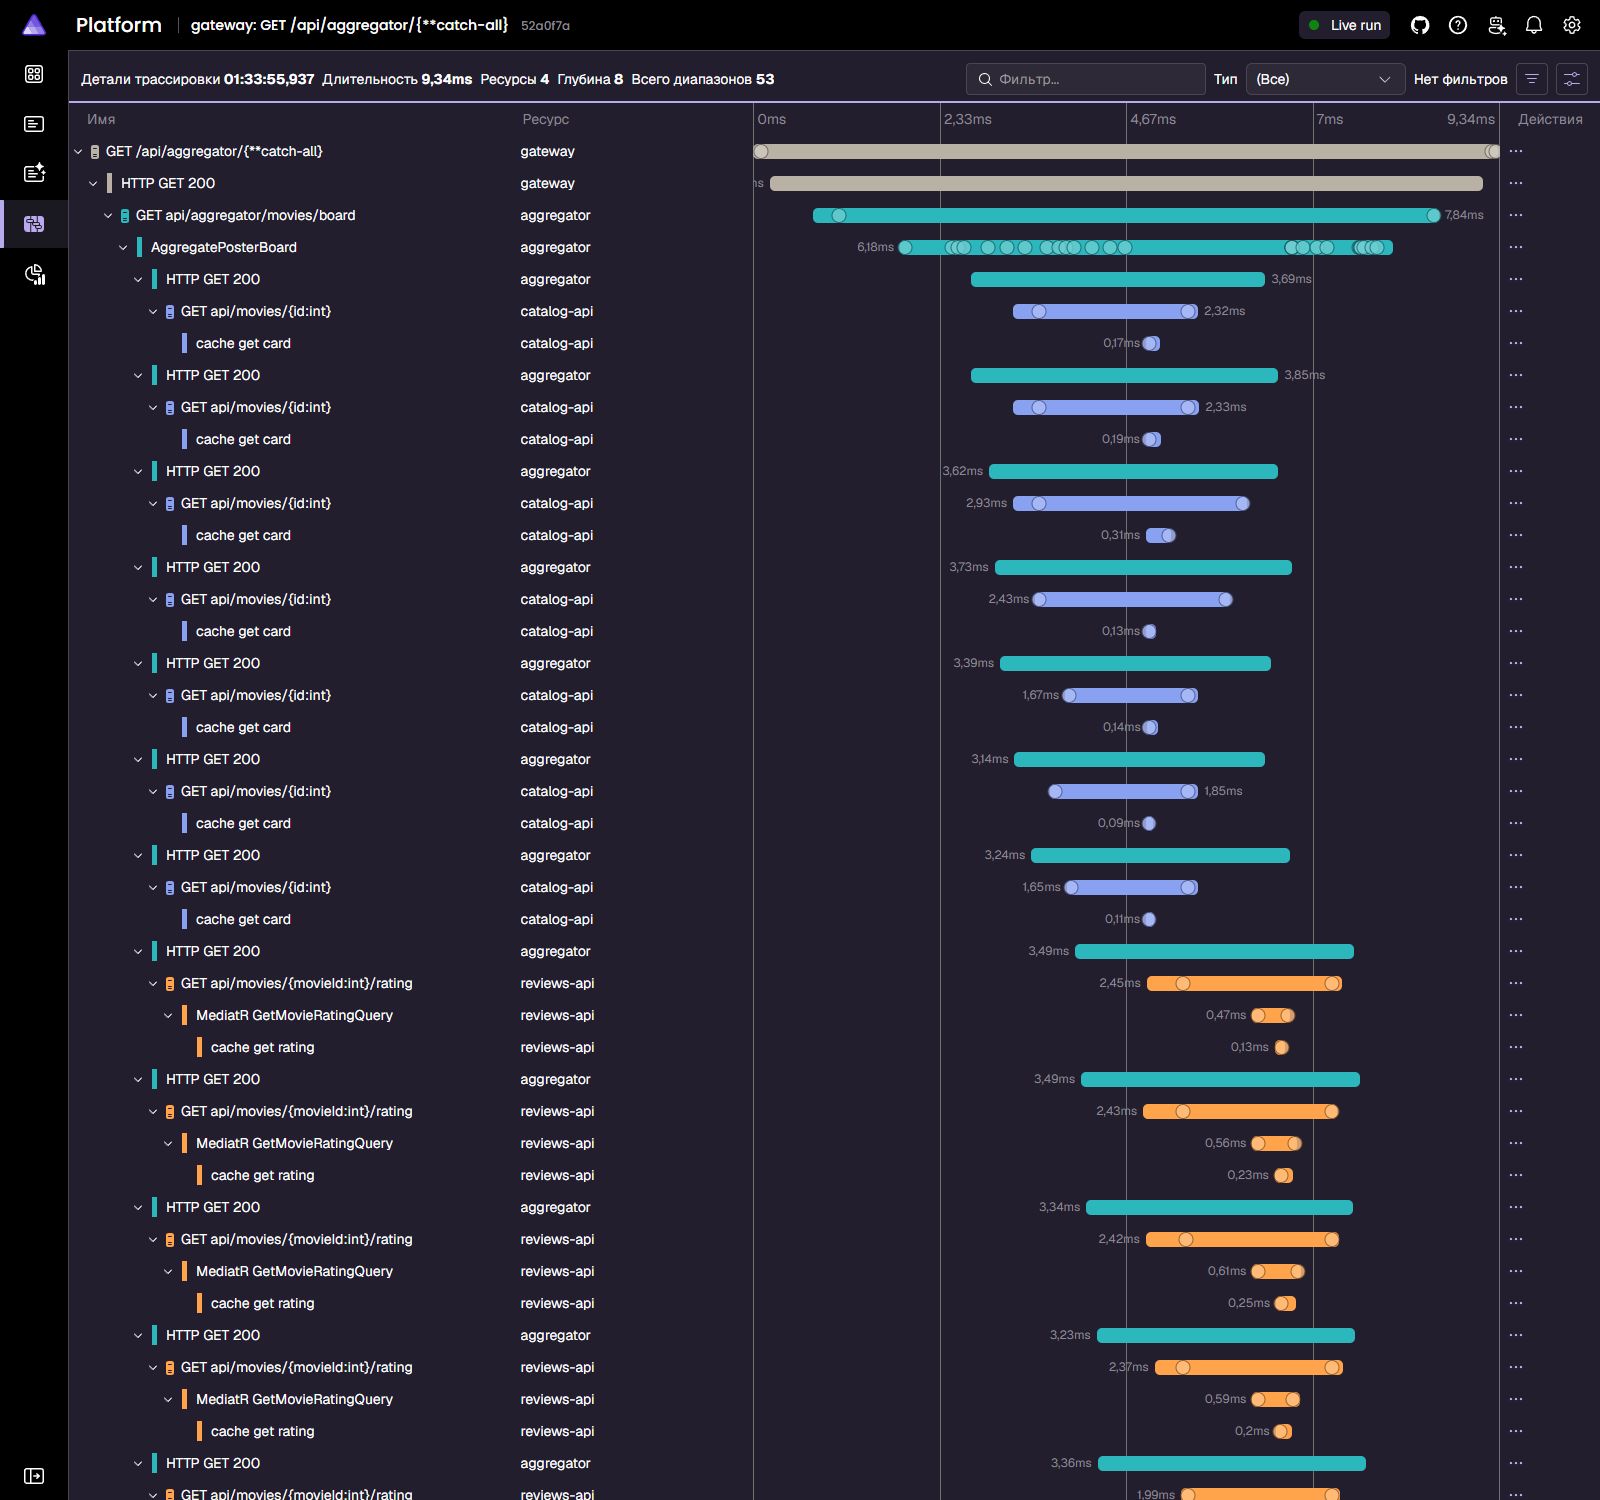 Platform gateway: GET /api/aggregator/{**catch-all} 52a0f7a Live run
Детали трассировки 01:33:55,937 Длительность 9,34ms Ресурсы 4 Глубина 8 Всего диапазонов 53 Фильтр... Тип (Все) Нет фильтров
Имя Ресурс 0ms 2,33ms 4,67ms 7ms 9,34ms Действия
GET /api/aggregator/{**catch-all} gateway
HTTP GET 200 gateway
GET api/aggregator/movies/board aggregator 7,84ms
AggregatePosterBoard aggregator 6,18ms
HTTP GET 200 aggregator 3,69ms
GET api/movies/{id:int} catalog-api 2,32ms
cache get card catalog-api 0,17ms
HTTP GET 200 aggregator 3,85ms
GET api/movies/{id:int} catalog-api 2,33ms
cache get card catalog-api 0,19ms
HTTP GET 200 aggregator 3,62ms
GET api/movies/{id:int} catalog-api 2,93ms
cache get card catalog-api 0,31ms
HTTP GET 200 aggregator 3,73ms
GET api/movies/{id:int} catalog-api 2,43ms
cache get card catalog-api 0,13ms
HTTP GET 200 aggregator 3,39ms
GET api/movies/{id:int} catalog-api 1,67ms
cache get card catalog-api 0,14ms
HTTP GET 200 aggregator 3,14ms
GET api/movies/{id:int} catalog-api 1,85ms
cache get card catalog-api 0,09ms
HTTP GET 200 aggregator 3,24ms
GET api/movies/{id:int} catalog-api 1,65ms
cache get card catalog-api 0,11ms
HTTP GET 200 aggregator 3,49ms
GET api/movies/{movieId:int}/rating reviews-api 2,45ms
MediatR GetMovieRatingQuery reviews-api 0,47ms
cache get rating reviews-api 0,13ms
HTTP GET 200 aggregator 3,49ms
GET api/movies/{movieId:int}/rating reviews-api 2,43ms
MediatR GetMovieRatingQuery reviews-api 0,56ms
cache get rating reviews-api 0,23ms
HTTP GET 200 aggregator 3,34ms
GET api/movies/{movieId:int}/rating reviews-api 2,42ms
MediatR GetMovieRatingQuery reviews-api 0,61ms
cache get rating reviews-api 0,25ms
HTTP GET 200 aggregator 3,23ms
GET api/movies/{movieId:int}/rating reviews-api 2,37ms
MediatR GetMovieRatingQuery reviews-api 0,59ms
cache get rating reviews-api 0,2ms
HTTP GET 200 aggregator 3,36ms
GET api/movies/{movieId:int}/rating reviews-api 1,99ms